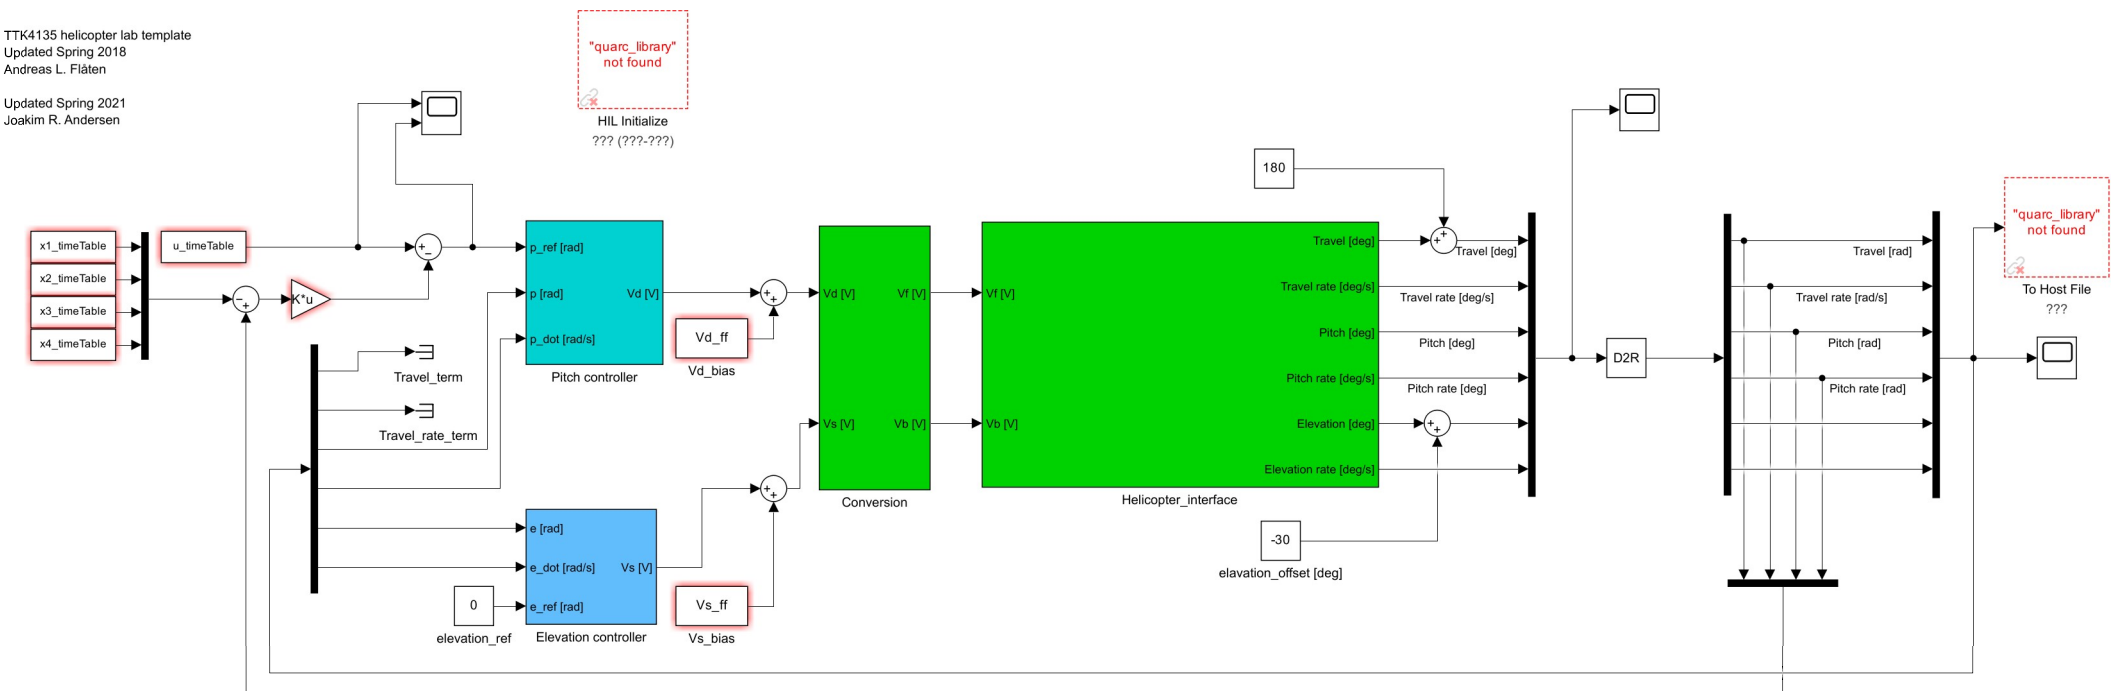 TTK4135 helicopter lab template
Updated Spring 2018
Andreas L. Flåten
Updated Spring 2021
Joakim R. Andersen
"quarc_library"
not found
HIL Initialize
??? (???-???)
x1_timeTable
x2_timeTable
x3_timeTable
x4_timeTable
u_timeTable
K*u
Travel_term
Travel_rate_term
p_ref [rad]
p [rad]
p_dot [rad/s]
Vd [V]
Pitch controller
e [rad]
e_dot [rad/s]
e_ref [rad]
Vs [V]
Elevation controller
0
elevation_ref
Vd_ff
Vd_bias
Vs_ff
Vs_bias
Vd [V]
Vs [V]
Vf [V]
Vb [V]
Conversion
Vf [V]
Vb [V]
Travel [deg]
Travel rate [deg/s]
Pitch [deg]
Pitch rate [deg/s]
Elevation [deg]
Elevation rate [deg/s]
Helicopter_interface
180
-30
elavation_offset [deg]
Travel [deg]
Travel rate [deg/s]
Pitch [deg]
Pitch rate [deg]
D2R
Travel [rad]
Travel rate [rad/s]
Pitch [rad]
Pitch rate [rad]
"quarc_library"
not found
To Host File
???